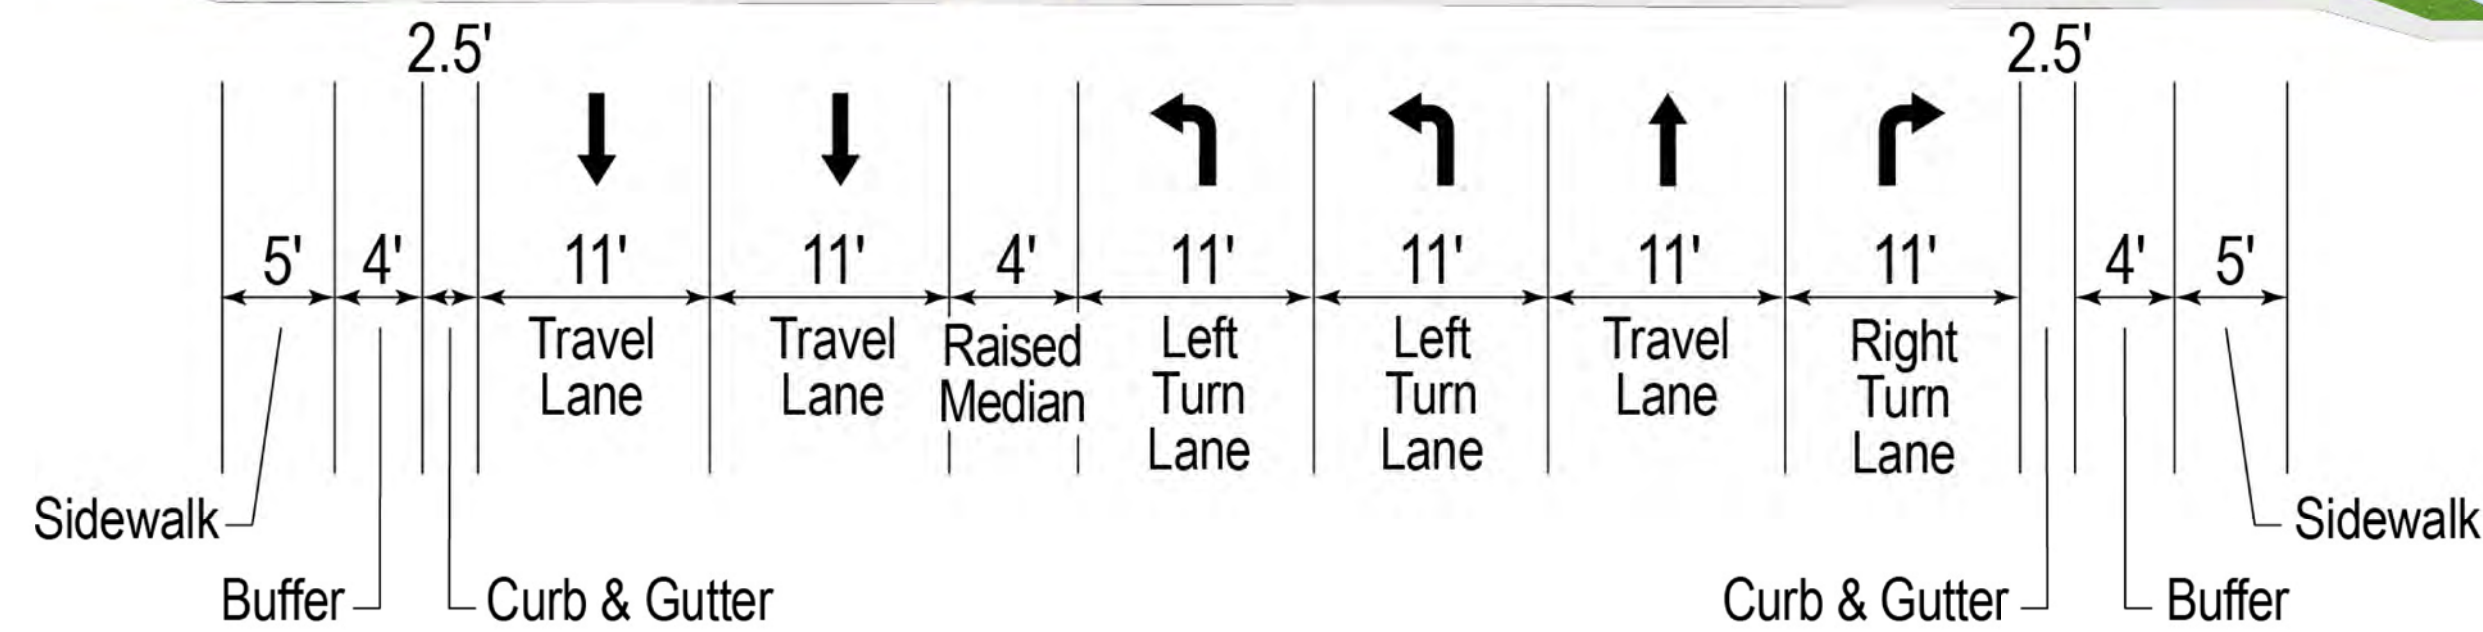 2.5' 2.5'
5' 4' 11' 11' 4' 11' 11' 11' 11' 4' 5'
Travel
Lane
Travel
Lane
Raised
Median
Left
Turn
Lane
Left
Turn
Lane
Travel
Lane
Right
Turn
Lane
Sidewalk
Sidewalk
Buffer
Curb & Gutter
Curb & Gutter
Buffer